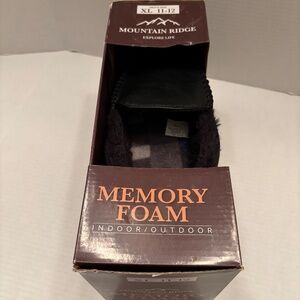 XL 11-12
MOUNTAIN RIDGE
EXPLORE LIFE
MEMORY
FOAM
INDOOR/OUTDOOR